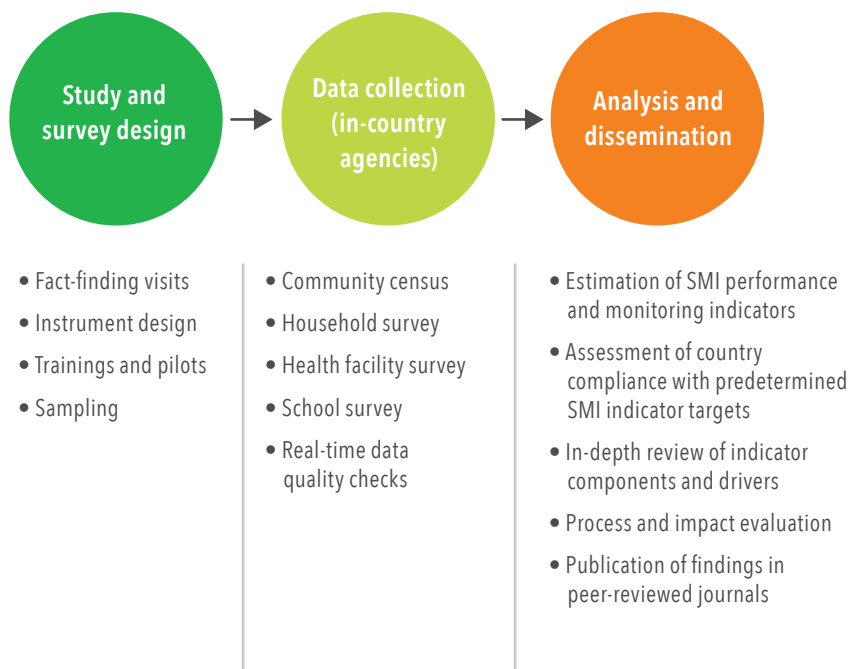 Study and
survey design
Data collection
(in-country
agencies)
Analysis and
dissemination
• Fact-finding visits
• Instrument design
• Trainings and pilots
• Sampling
• Community census
• Household survey
• Health facility survey
• School survey
• Real-time data
quality checks
• Estimation of SMI performance
and monitoring indicators
• Assessment of country
compliance with predetermined
SMI indicator targets
• In-depth review of indicator
components and drivers
• Process and impact evaluation
• Publication of findings in
peer-reviewed journals